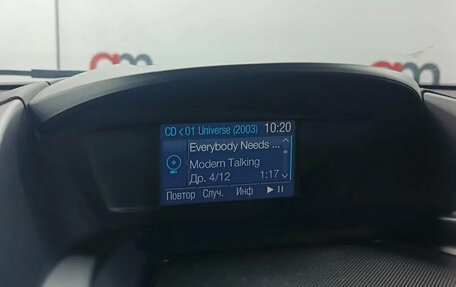 CD < 01 Universe (2003) 10:20
Everybody Needs ...
Modern Talking
Др. 4/12 1:17
Повтор Случ. Инф